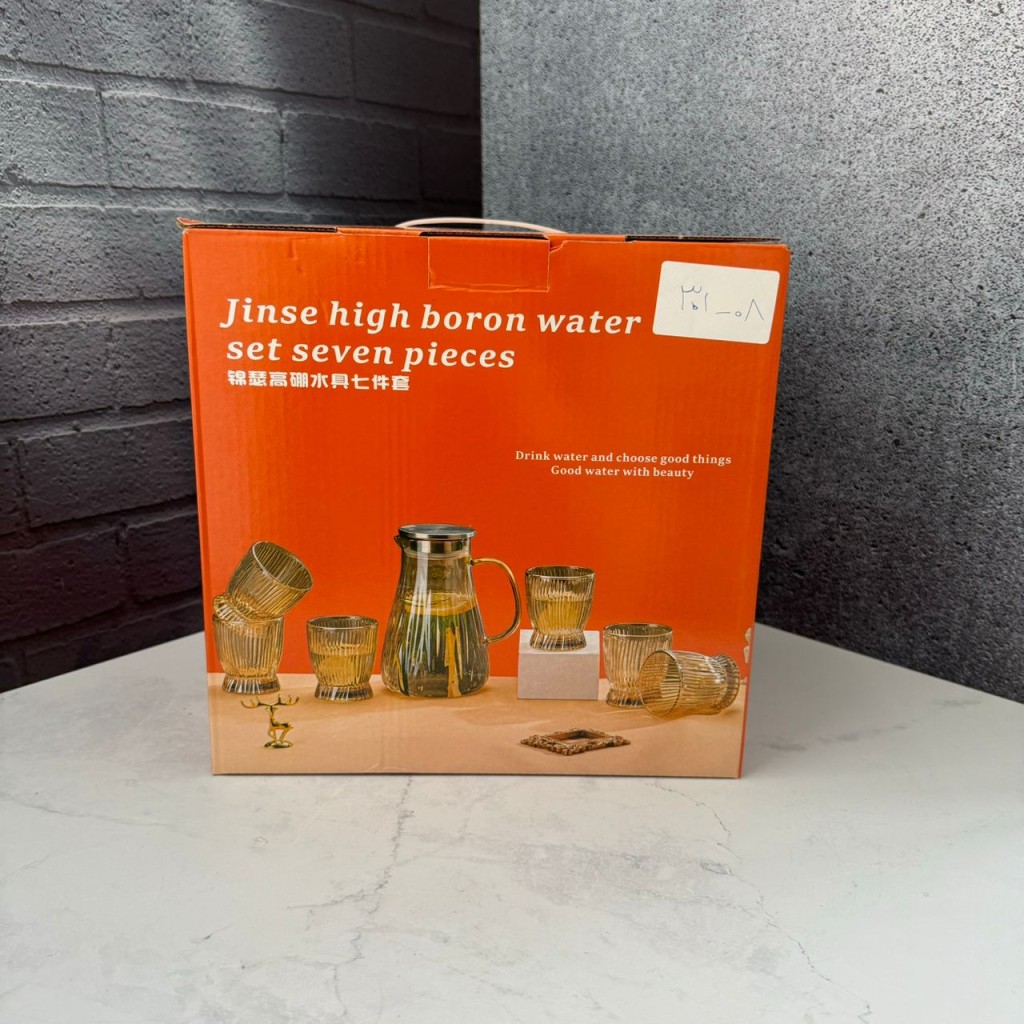 Jinse high boron water
set seven pieces
锦瑟高硼水具七件套
Drink water and choose good things
Good water with beauty